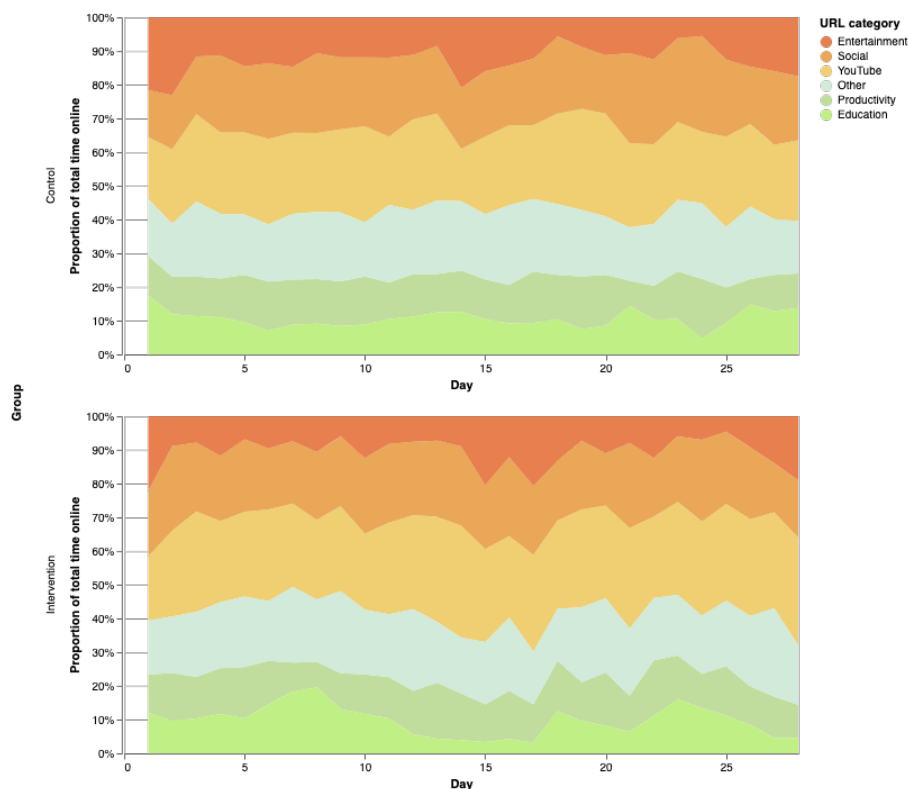 URL category
Entertainment
Social
YouTube
Other
Productivity
Education
Group
Control
Proportion of total time online
100%
90%
80%
70%
60%
50%
40%
30%
20%
10%
0%
0 5 10 15 20 25
Day
Intervention
Proportion of total time online
100%
90%
80%
70%
60%
50%
40%
30%
20%
10%
0%
0 5 10 15 20 25
Day